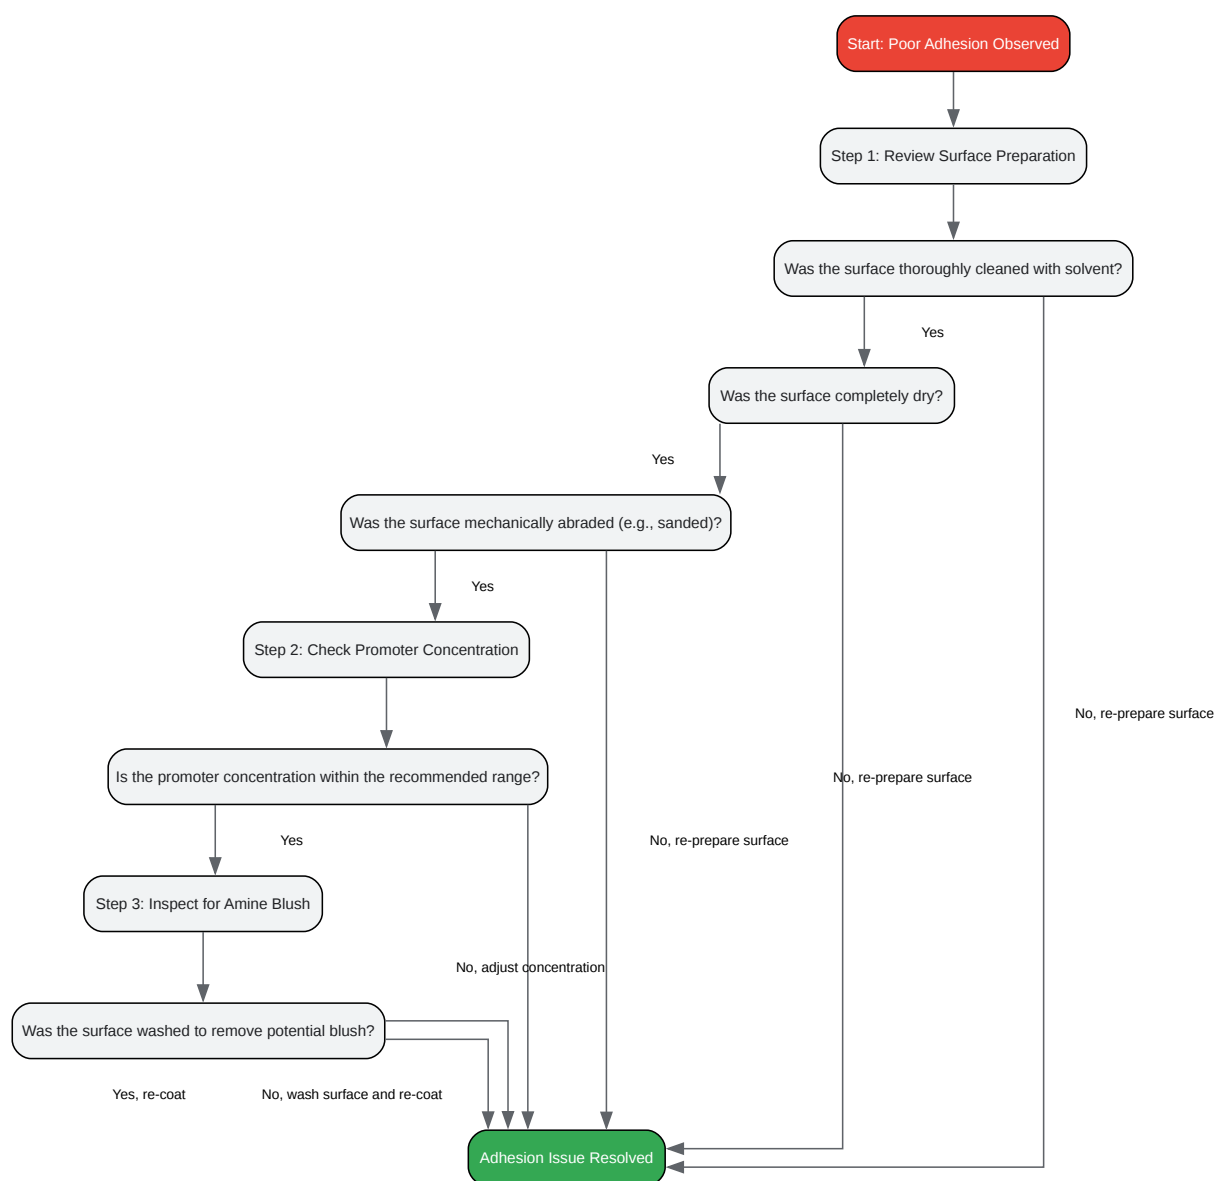 Start: Poor Adhesion Observed
Step 1: Review Surface Preparation
Was the surface thoroughly cleaned with solvent?
Yes
Was the surface completely dry?
Yes
Was the surface mechanically abraded (e.g., sanded)?
Yes
Step 2: Check Promoter Concentration
No, re-prepare surface
Is the promoter concentration within the recommended range?
No, re-prepare surface
Yes
No, re-prepare surface
Step 3: Inspect for Amine Blush
No, adjust concentration
Was the surface washed to remove potential blush?
Yes, re-coat
No, wash surface and re-coat
Adhesion Issue Resolved